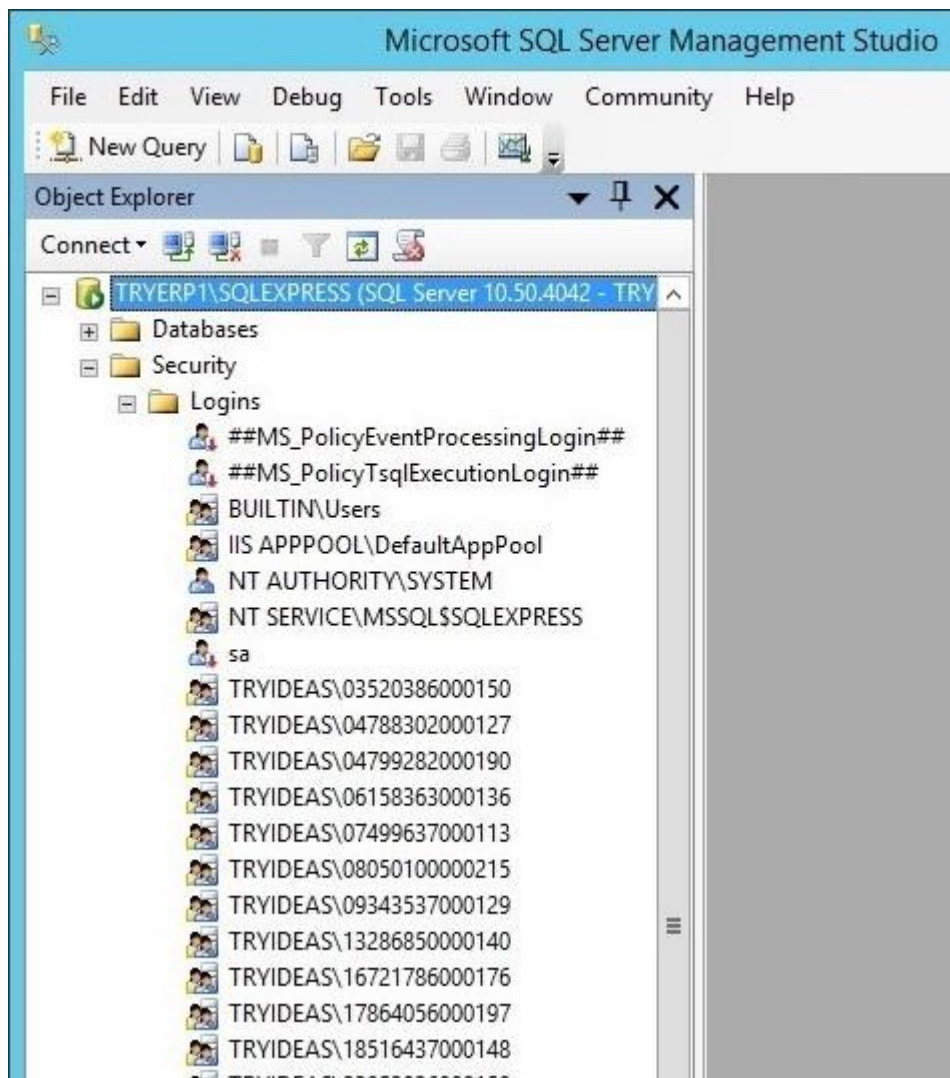 Microsoft SQL Server Management Studio
File Edit View Debug Tools Window Community Help
New Query
Object Explorer
Connect
TRYERP1\SQLEXPRESS (SQL Server 10.50.4042 - TRY
Databases
Security
Logins
##MS_PolicyEventProcessingLogin##
##MS_PolicyTsqlExecutionLogin##
BUILTIN\Users
IIS APPPOOL\DefaultAppPool
NT AUTHORITY\SYSTEM
NT SERVICE\MSSQL$SQLEXPRESS
sa
TRYIDEAS\03520386000150
TRYIDEAS\04788302000127
TRYIDEAS\04799282000190
TRYIDEAS\06158363000136
TRYIDEAS\07499637000113
TRYIDEAS\08050100000215
TRYIDEAS\09343537000129
TRYIDEAS\13286850000140
TRYIDEAS\16721786000176
TRYIDEAS\17864056000197
TRYIDEAS\18516437000148